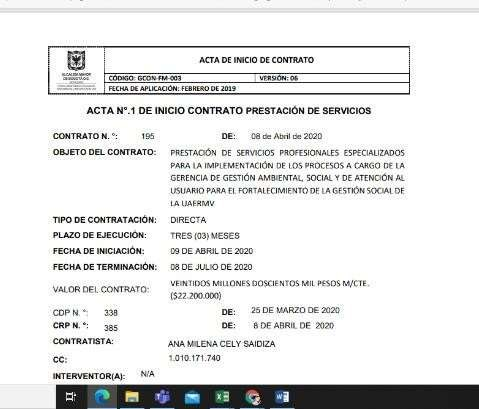 ALCALDÍA MAYOR
DE BOGOTÁ D.C.
ACTA DE INICIO DE CONTRATO
CÓDIGO: GCON-FM-003
VERSIÓN: 06
FECHA DE APLICACIÓN: FEBRERO DE 2019
ACTA N°.1 DE INICIO CONTRATO PRESTACIÓN DE SERVICIOS
CONTRATO N. °: 195 DE: 08 de Abril de 2020
OBJETO DEL CONTRATO: PRESTACIÓN DE SERVICIOS PROFESIONALES ESPECIALIZADOS
PARA LA IMPLEMENTACIÓN DE LOS PROCESOS A CARGO DE LA
GERENCIA DE GESTIÓN AMBIENTAL, SOCIAL Y DE ATENCIÓN AL
USUARIO PARA EL FORTALECIMIENTO DE LA GESTIÓN SOCIAL DE
LA UAERMV
TIPO DE CONTRATACIÓN: DIRECTA
PLAZO DE EJECUCIÓN: TRES (03) MESES
FECHA DE INICIACIÓN: 09 DE ABRIL DE 2020
FECHA DE TERMINACIÓN: 08 DE JULIO DE 2020
VALOR DEL CONTRATO: VEINTIDOS MILLONES DOSCIENTOS MIL PESOS M/CTE.
($22.200.000)
CDP N. °: 338 DE: 25 DE MARZO DE 2020
CRP N. °: 385 DE: 8 DE ABRIL DE 2020
CONTRATISTA: ANA MILENA CELY SAIDIZA
CC: 1.010.171.740
INTERVENTOR(A): N/A